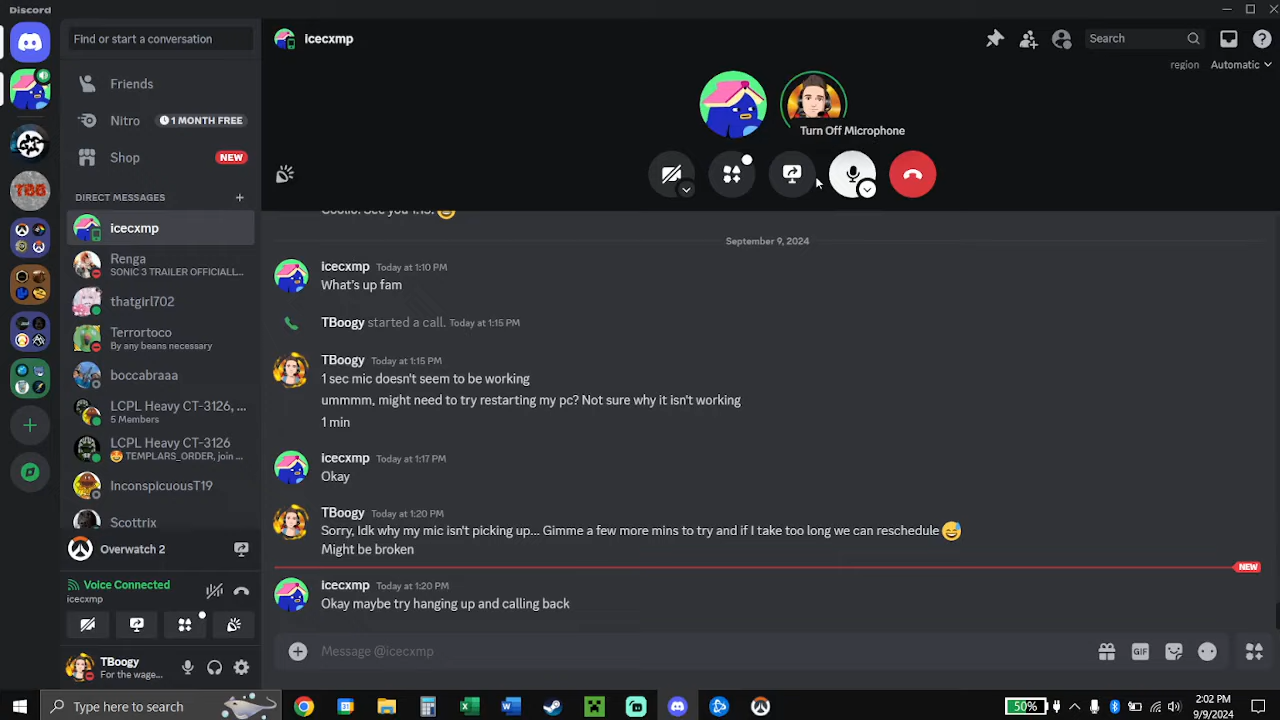 Discord
Find or start a conversation
icecxmp
Search
region
Automatic
Friends
Nitro
1 MONTH FREE
Shop
NEW
DIRECT MESSAGES
icecxmp
Renga
SONIC 3 TRAILER OFFICIALL...
thatgirl702
Terrortoco
By any beans necessary
boccabraaa
LCPL Heavy CT-3126, ...
5 Members
LCPL Heavy CT-3126
TEMPLARS_ORDER, join ...
InconspicuousT19
Scottrix
Overwatch 2
Voice Connected
icecxmp
TBoogy
For the wage...
Turn Off Microphone
Coolio. See you 1:15.
September 9, 2024
icecxmp Today at 1:10 PM
What's up fam
TBoogy started a call. Today at 1:15 PM
TBoogy Today at 1:15 PM
1 sec mic doesn't seem to be working
ummmm, might need to try restarting my pc? Not sure why it isn't working
1 min
icecxmp Today at 1:17 PM
Okay
TBoogy Today at 1:20 PM
Sorry, Idk why my mic isn't picking up... Gimme a few more mins to try and if I take too long we can reschedule 😅
Might be broken
NEW
icecxmp Today at 1:20 PM
Okay maybe try hanging up and calling back
Message @icecxmp
GIF
Type here to search
50%
2:02 PM
9/9/2024